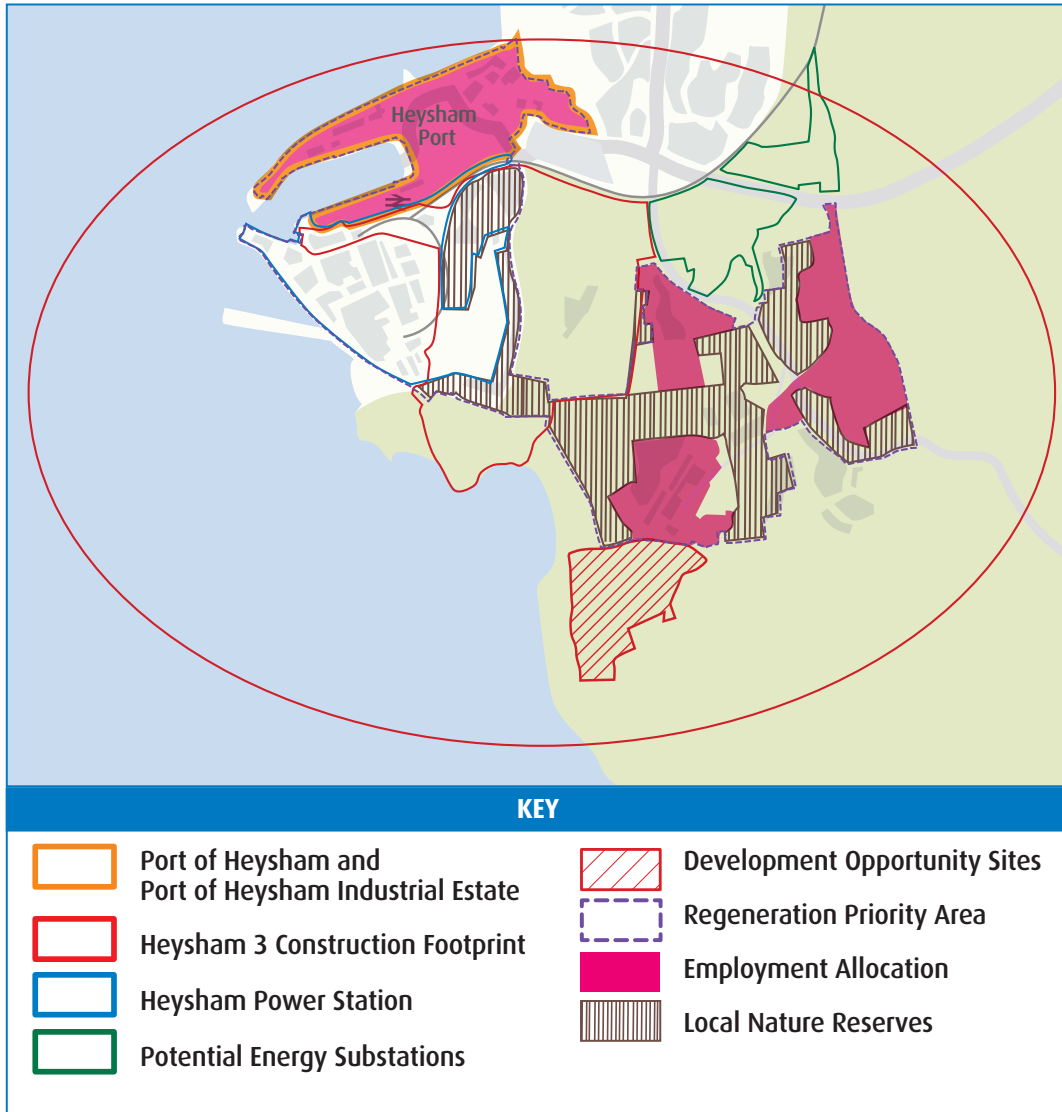 Heysham
Port
KEY
Port of Heysham and
Port of Heysham Industrial Estate
Heysham 3 Construction Footprint
Heysham Power Station
Potential Energy Substations
Development Opportunity Sites
Regeneration Priority Area
Employment Allocation
Local Nature Reserves